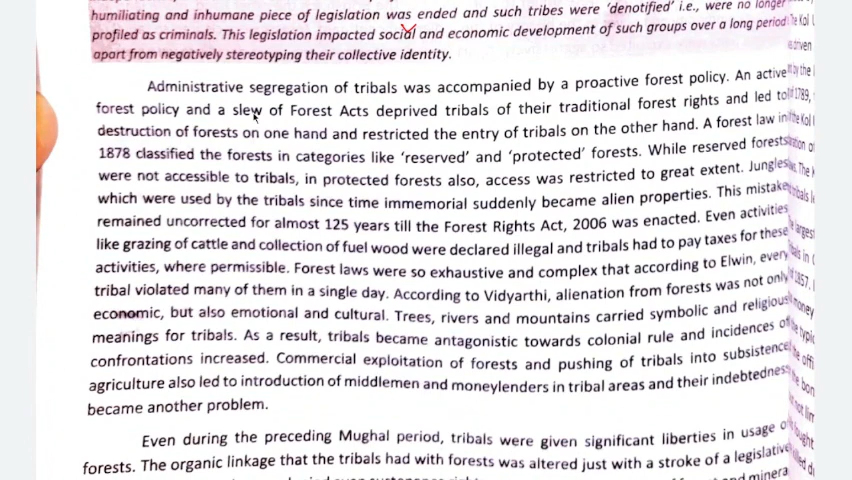 humiliating and inhumane piece of legislation was ended and such tribes were 'denotified' i.e., were no longer
profiled as criminals. This legislation impacted social and economic development of such groups over a long period
apart from negatively stereotyping their collective identity.
Administrative segregation of tribals was accompanied by a proactive forest policy. An active
forest policy and a slew of Forest Acts deprived tribals of their traditional forest rights and led to
destruction of forests on one hand and restricted the entry of tribals on the other hand. A forest law in
1878 classified the forests in categories like 'reserved' and 'protected' forests. While reserved forests
were not accessible to tribals, in protected forests also, access was restricted to great extent. Jungles
which were used by the tribals since time immemorial suddenly became alien properties. This mistake
remained uncorrected for almost 125 years till the Forest Rights Act, 2006 was enacted. Even activities
like grazing of cattle and collection of fuel wood were declared illegal and tribals had to pay taxes for these
activities, where permissible. Forest laws were so exhaustive and complex that according to Elwin, every
tribal violated many of them in a single day. According to Vidyarthi, alienation from forests was not only
economic, but also emotional and cultural. Trees, rivers and mountains carried symbolic and religious
meanings for tribals. As a result, tribals became antagonistic towards colonial rule and incidences of
confrontations increased. Commercial exploitation of forests and pushing of tribals into subsistence
agriculture also led to introduction of middlemen and moneylenders in tribal areas and their indebtedness
became another problem.
Even during the preceding Mughal period, tribals were given significant liberties in usage of
forests. The organic linkage that the tribals had with forests was altered just with a stroke of a legislative